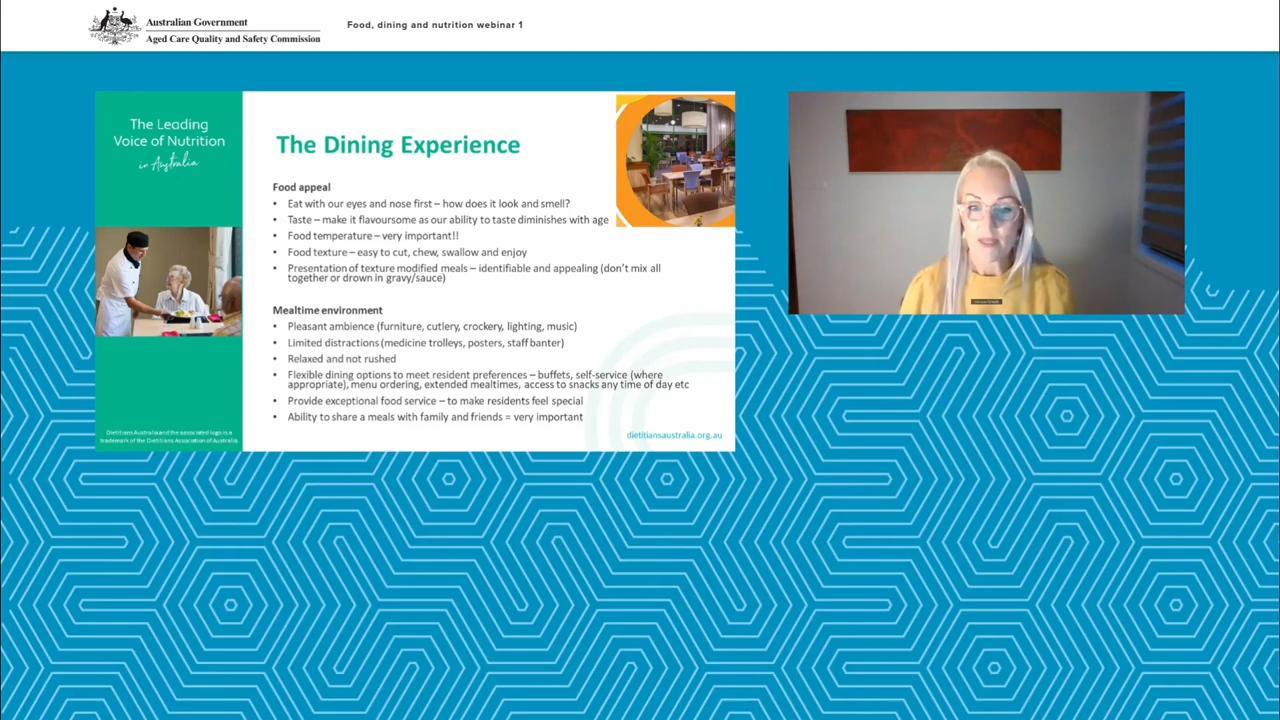 Australian Government
Aged Care Quality and Safety Commission
Food, dining and nutrition webinar 1
The Leading
Voice of Nutrition
in Australia
The Dining Experience
Food appeal
• Eat with our eyes and nose first – how does it look and smell?
• Taste – make it flavoursome as our ability to taste diminishes with age
• Food temperature – very important!!
• Food texture – easy to cut, chew, swallow and enjoy
• Presentation of texture modified meals – identifiable and appealing (don't mix all
together or drown in gravy/sauce)
Mealtime environment
• Pleasant ambience (furniture, cutlery, crockery, lighting, music)
• Limited distractions (medicine trolleys, posters, staff banter)
• Relaxed and not rushed
• Flexible dining options to meet resident preferences – buffets, self-service (where
appropriate), menu ordering, extended mealtimes, access to snacks any time of day etc
• Provide exceptional food service – to make residents feel special
• Ability to share a meals with family and friends = very important
Dietitians Australia and the associated logo is a
trademark of the Dietitians Association of Australia.
dietitiansaustralia.org.au